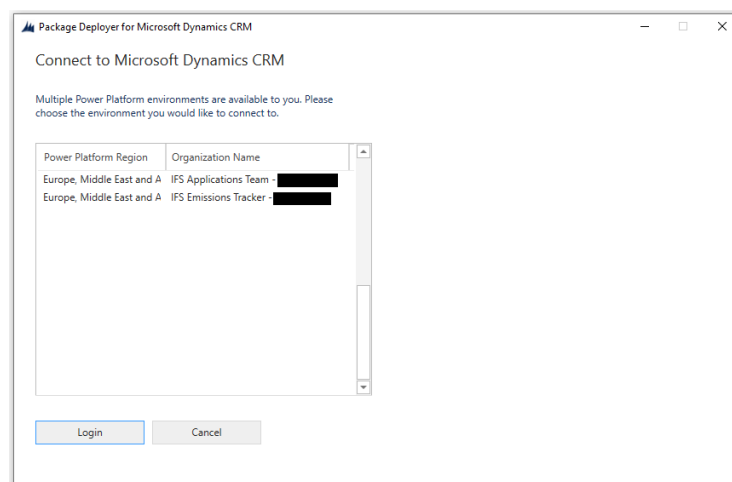 Package Deployer for Microsoft Dynamics CRM
Connect to Microsoft Dynamics CRM
Multiple Power Platform environments are available to you. Please
choose the environment you would like to connect to.
Power Platform Region Organization Name
Europe, Middle East and A IFS Applications Team -
Europe, Middle East and A IFS Emissions Tracker -
Login Cancel